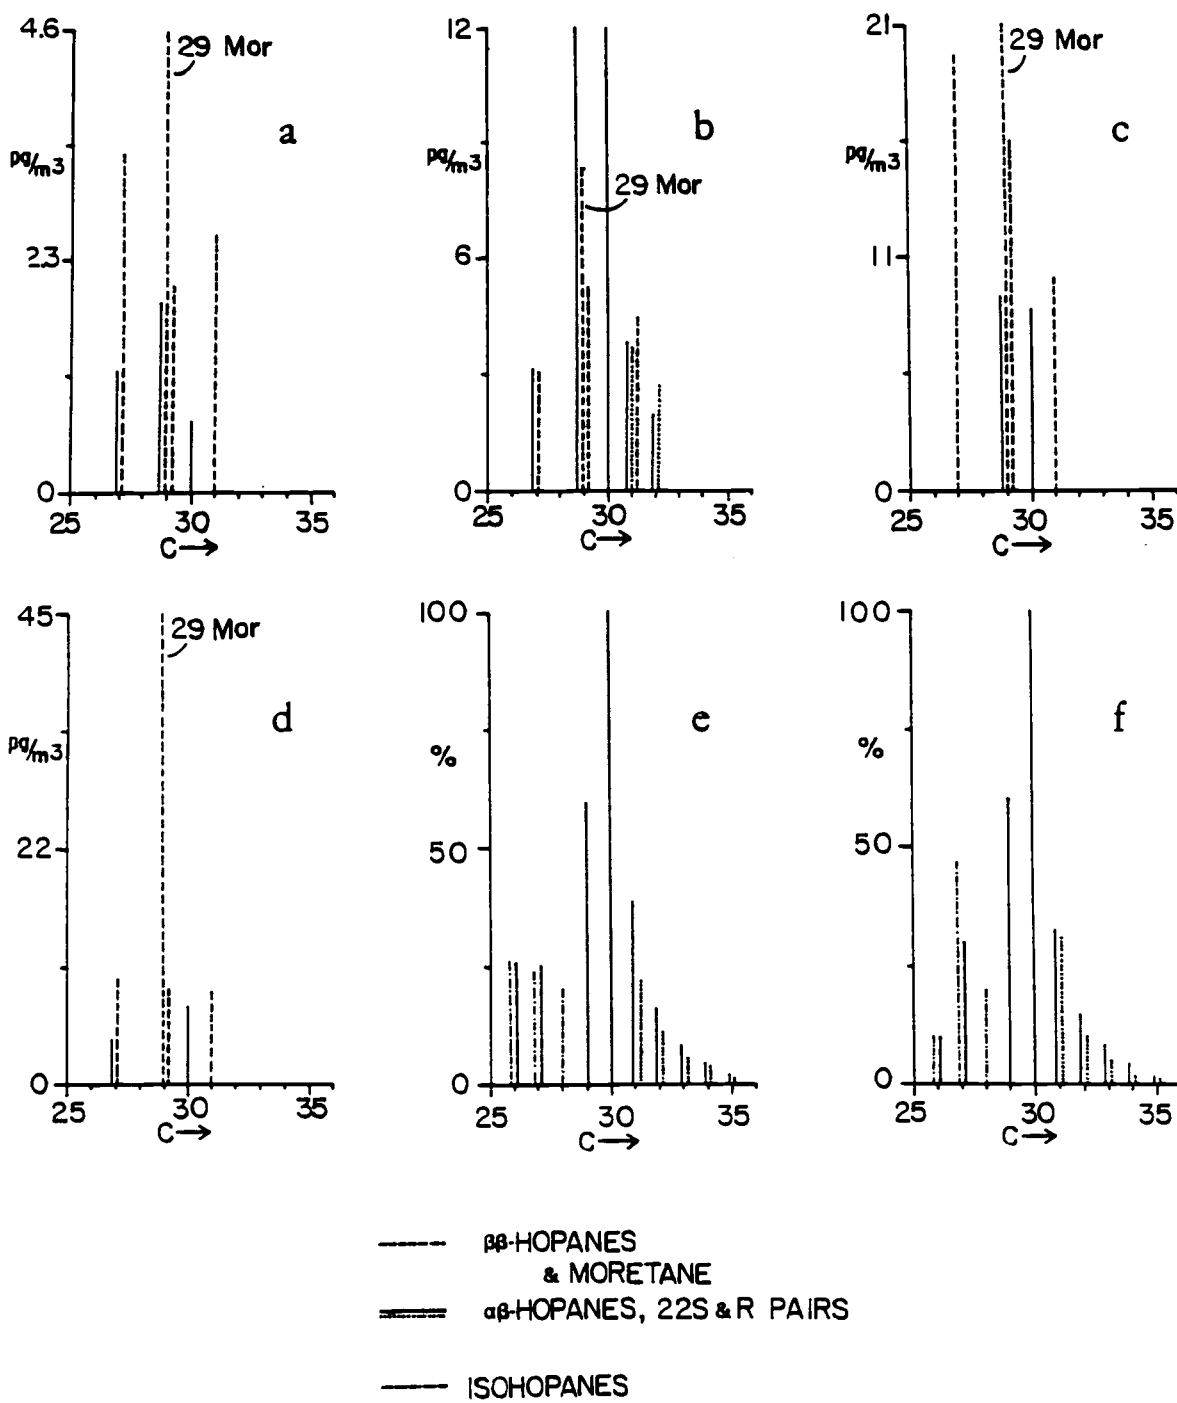 4.6
29 Mor
a
pg/m3
23
0
25 30 35
C→
12
b
pg/m3
29 Mor
6
0
25 30 35
C→
21
29 Mor
c
pg/m3
11
0
25 30 35
C→
45
29 Mor
d
pg/m3
22
0
25 30 35
C→
100
e
%
50
0
25 30 35
C→
100
f
%
50
0
25 30 35
C→
ββ-HOPANES
& MORETANE
αβ-HOPANES, 22S & R PAIRS
ISOHOPANES